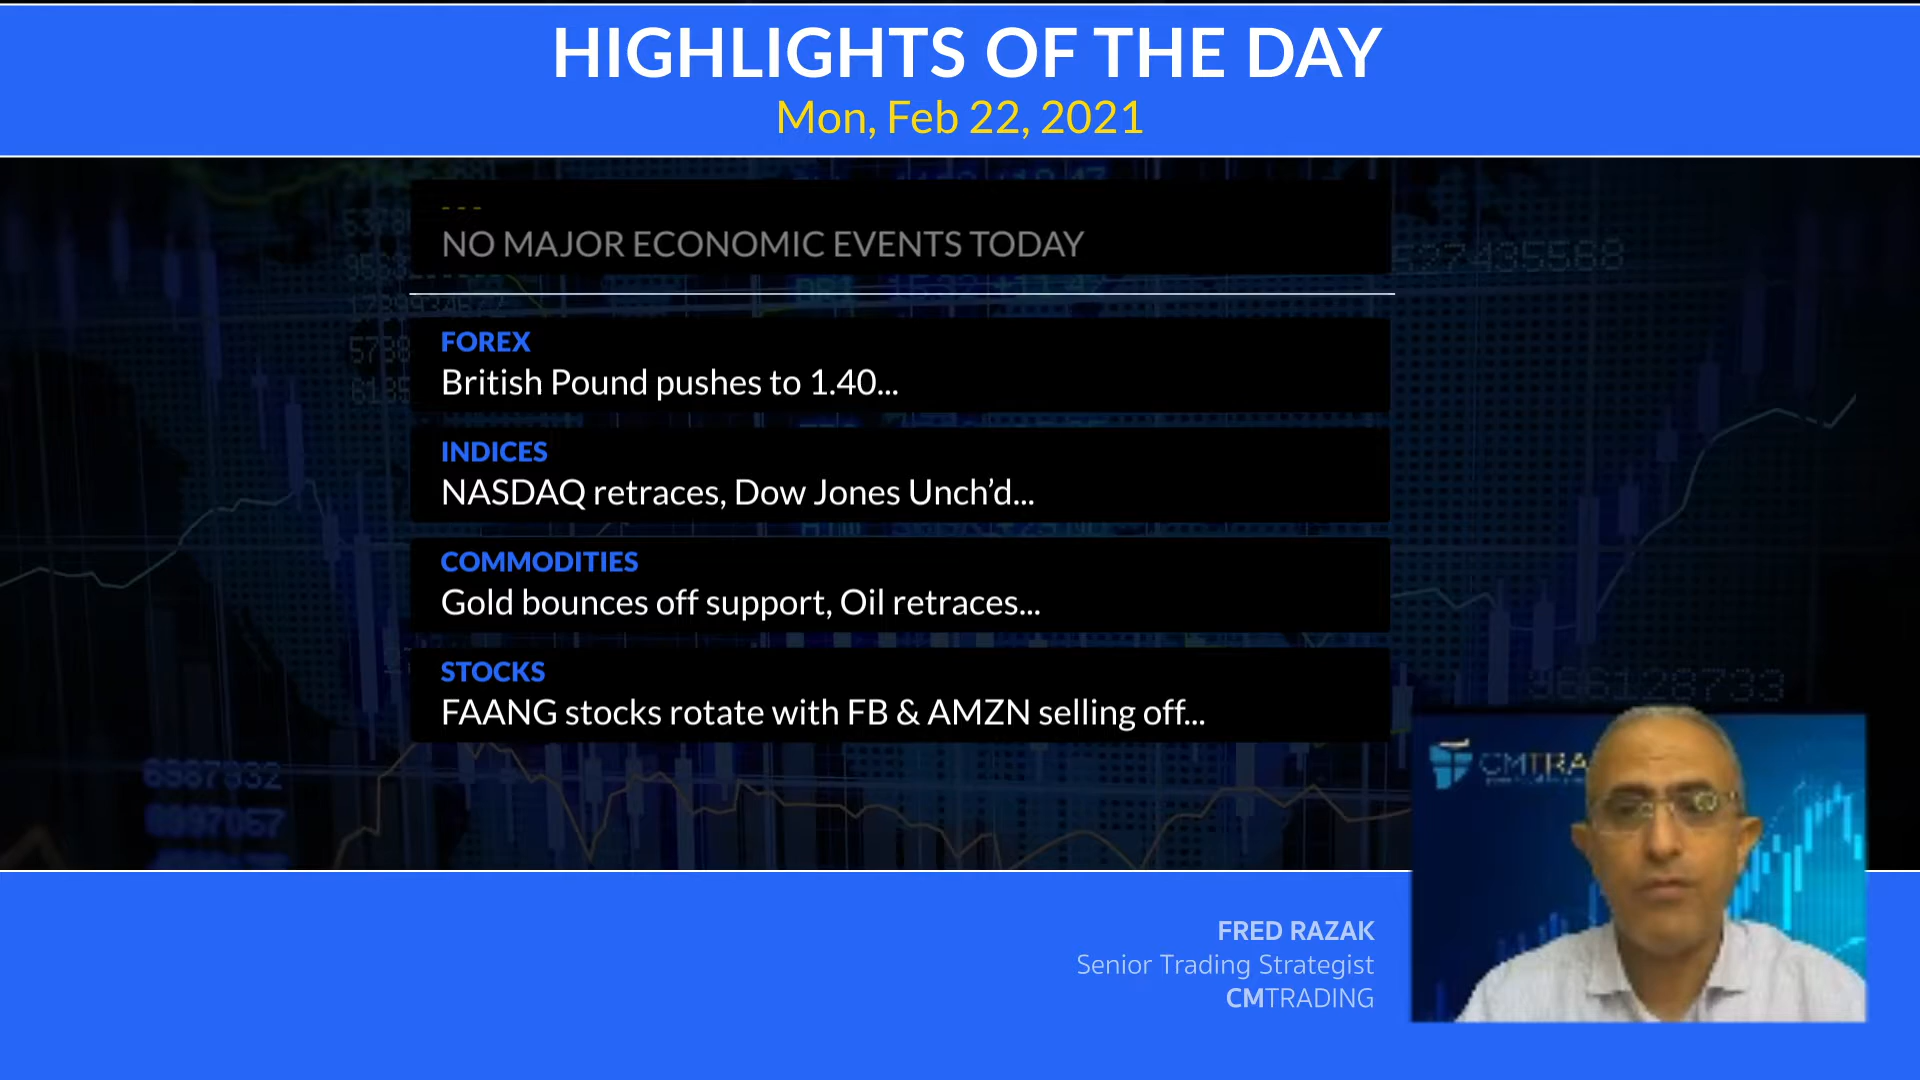 HIGHLIGHTS OF THE DAY
Mon, Feb 22, 2021
- - -
NO MAJOR ECONOMIC EVENTS TODAY
FOREX
British Pound pushes to 1.40...
INDICES
NASDAQ retraces, Dow Jones Unch’d...
COMMODITIES
Gold bounces off support, Oil retraces...
STOCKS
FAANG stocks rotate with FB & AMZN selling off...
CMTRA
FRED RAZAK
Senior Trading Strategist
CMTRADING